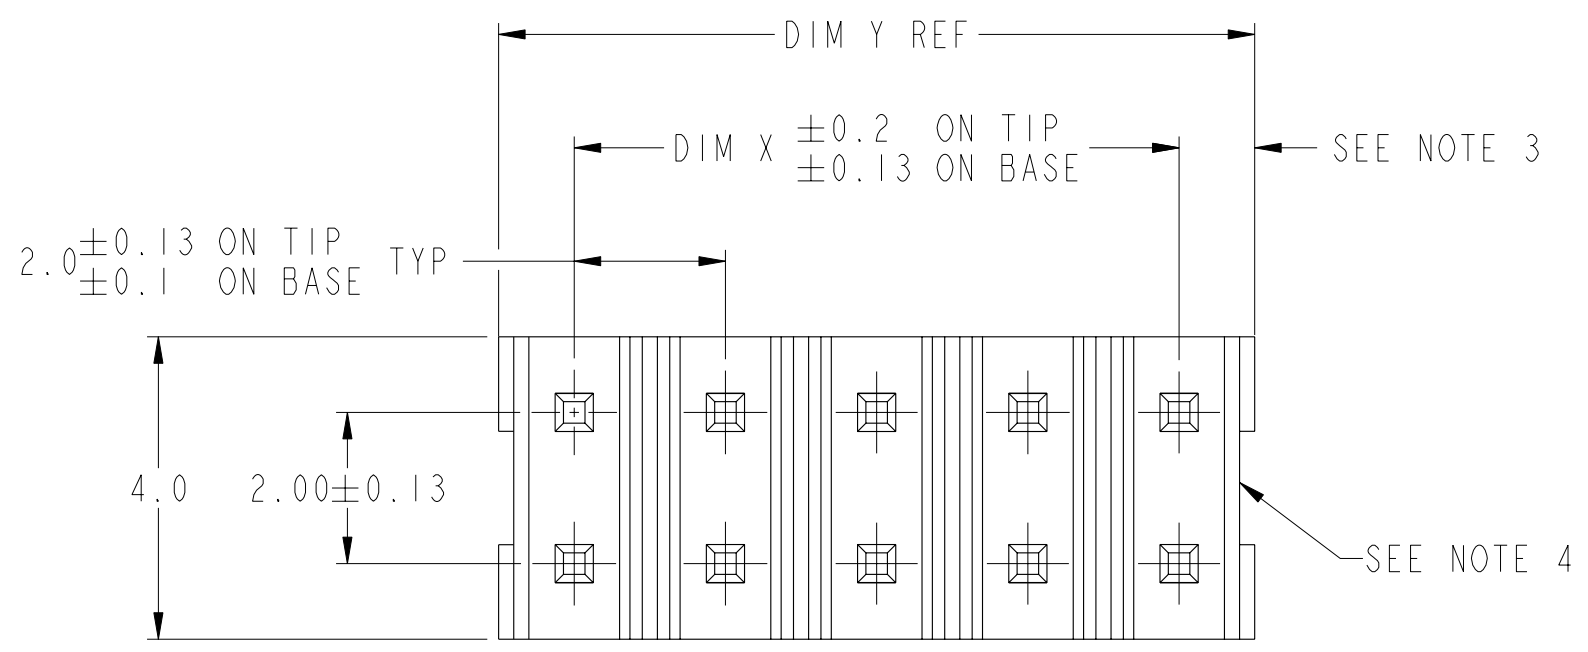 DIM Y REF
DIM X ±0.2 ON TIP
±0.13 ON BASE
SEE NOTE 3
2.0 ±0.13 ON TIP
±0.1 ON BASE
TYP
4.0
2.00±0.13
SEE NOTE 4